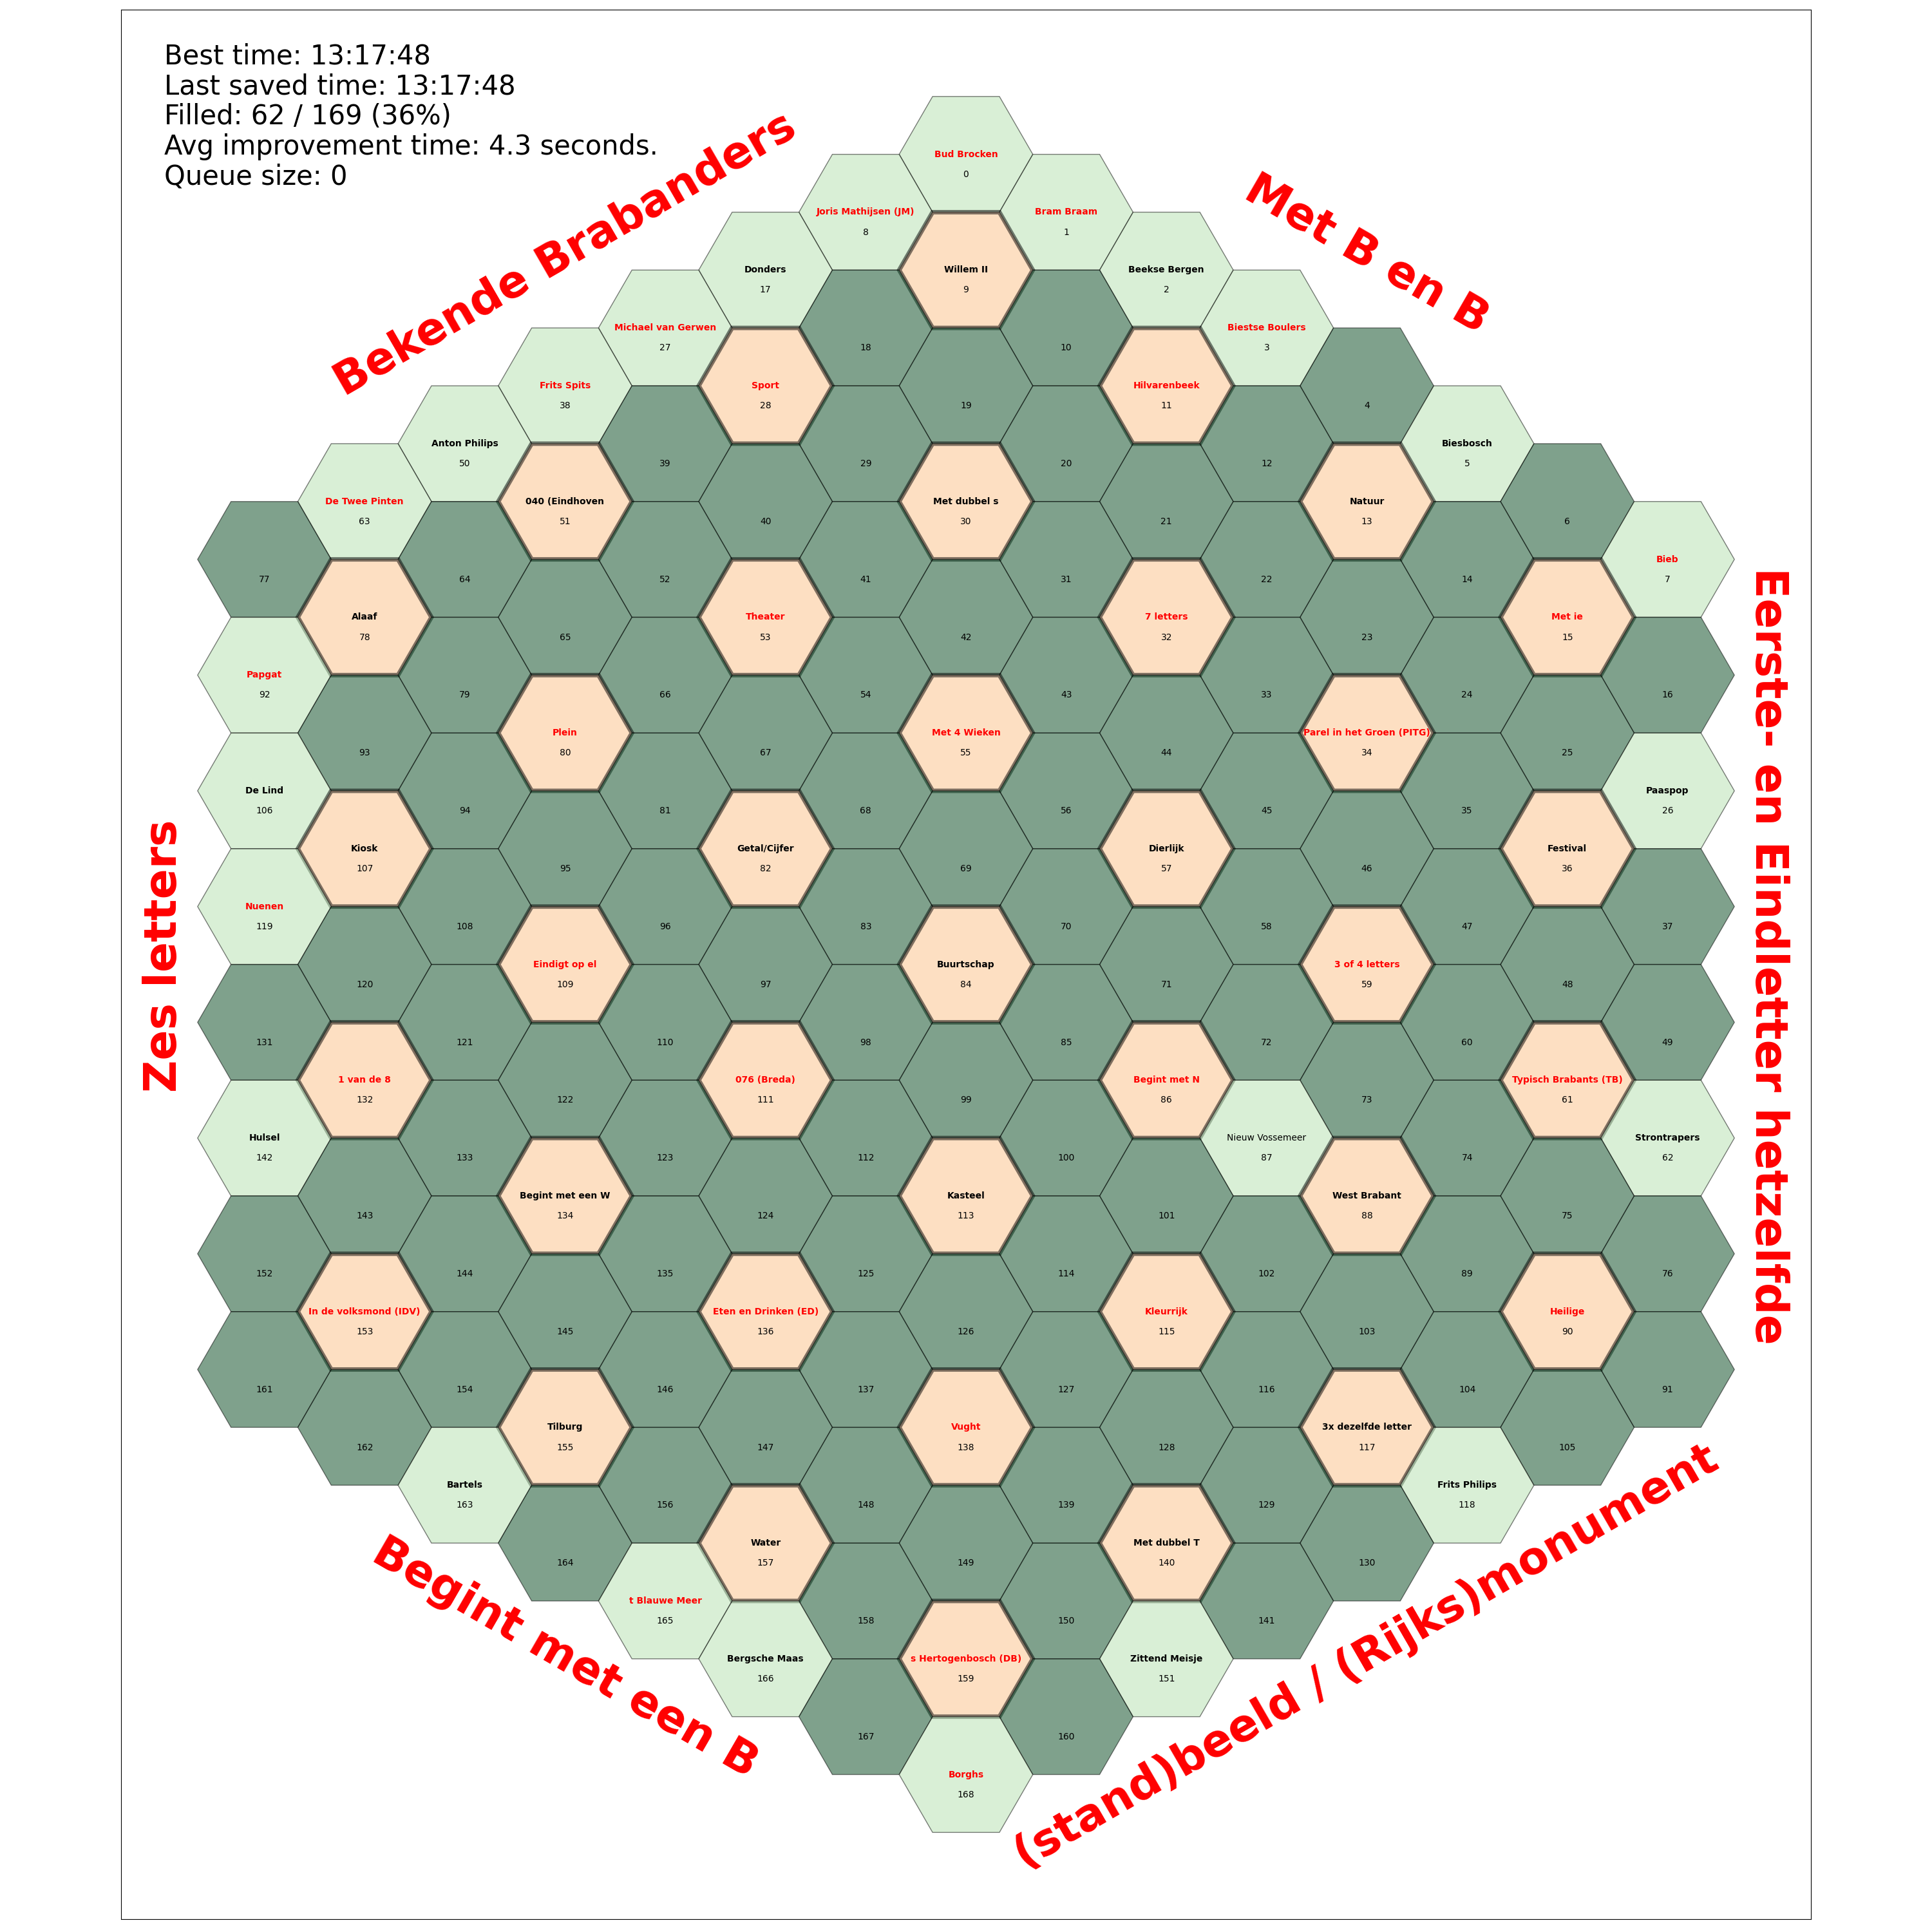 Best time: 13:17:48
Last saved time: 13:17:48
Filled: 62 / 169 (36%)
Avg improvement time: 4.3 seconds.
Queue size: 0
Bekende Brabanders
Met B en B
Eerste- en Eindletter hetzelfde
(stand)beeld / (Rijks)monument
Begint met een B
Zes letters
Bud Brocken
0
Joris Mathijsen (JM)
8
Bram Braam
1
Donders
17
Willem II
9
Beekse Bergen
2
Michael van Gerwen
27
18
10
Biestse Boulers
3
Frits Spits
38
Sport
28
19
Hilvarenbeek
11
4
Anton Philips
50
39
29
20
12
Biesbosch
5
De Twee Pinten
63
040 (Eindhoven
51
40
Met dubbel s
30
21
Natuur
13
6
77
64
52
41
31
22
14
Bieb
7
Alaaf
78
65
Theater
53
42
7 letters
32
23
Met ie
15
Papgat
92
79
66
54
43
33
24
16
93
Plein
80
67
Met 4 Wieken
55
44
Parel in het Groen (PITG)
34
25
De Lind
106
94
81
68
56
45
35
Paaspop
26
Kiosk
107
95
Getal/Cijfer
82
69
Dierlijk
57
46
Festival
36
Nuenen
119
108
96
83
70
58
47
37
120
Eindigt op el
109
97
Buurtschap
84
71
3 of 4 letters
59
48
131
121
110
98
85
72
60
49
1 van de 8
132
122
076 (Breda)
111
99
Begint met N
86
73
Typisch Brabants (TB)
61
Hulsel
142
133
123
112
100
Nieuw Vossemeer
87
74
Strontrapers
62
143
Begint met een W
134
124
Kasteel
113
101
West Brabant
88
75
152
144
135
125
114
102
89
76
In de volksmond (IDV)
153
145
Eten en Drinken (ED)
136
126
Kleurrijk
115
103
Heilige
90
161
154
146
137
127
116
104
91
162
Tilburg
155
147
Vught
138
128
3x dezelfde letter
117
105
Bartels
163
156
148
139
129
Frits Philips
118
164
Water
157
149
Met dubbel T
140
130
t Blauwe Meer
165
158
150
141
Bergsche Maas
166
s Hertogenbosch (DB)
159
Zittend Meisje
151
167
160
Borghs
168